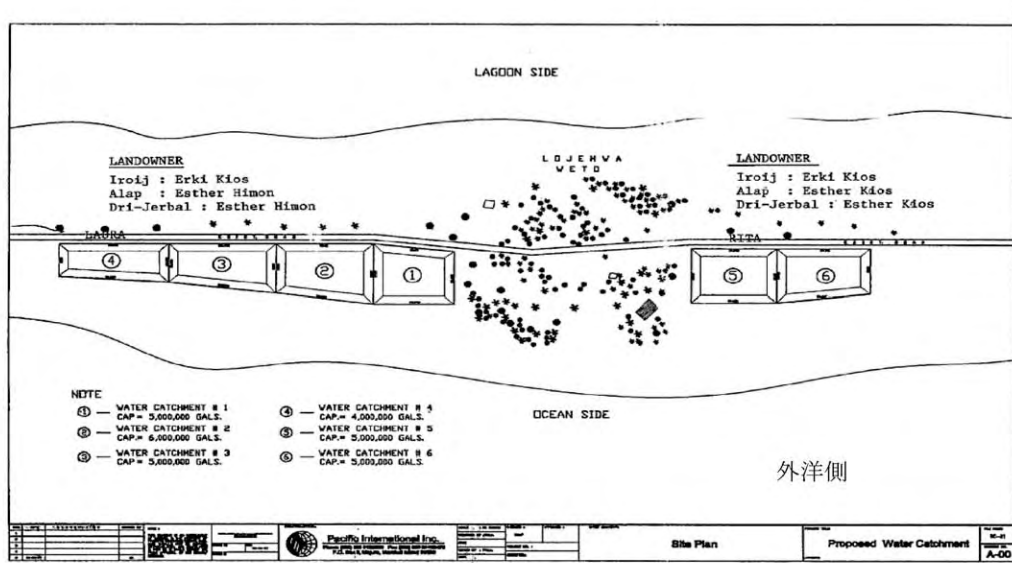 LAGOON SIDE
LOJEHWA
WETO
LANDOWNER
Iroij : Erki Kios
Alap : Esther Himon
Dri-Jerbal : Esther Himon
LANDOWNER
Iroij : Erki Kios
Alap : Esther Kios
Dri-Jerbal : Esther Kios
LAURA
RITA
4
3
2
1
5
6
NOTE
1 — WATER CATCHMENT # 1
CAP= 5,000,000 GALS.
2 — WATER CATCHMENT # 2
CAP= 6,000,000 GALS.
3 — WATER CATCHMENT # 3
CAP= 5,000,000 GALS.
4 — WATER CATCHMENT # 4
CAP.= 4,000,000 GALS.
5 — WATER CATCHMENT # 5
CAP.= 5,000,000 GALS.
6 — WATER CATCHMENT # 6
CAP.= 5,000,000 GALS.
OCEAN SIDE
外洋側
Pacific International Inc.
Site Plan
Proposed Water Catchment
A-00